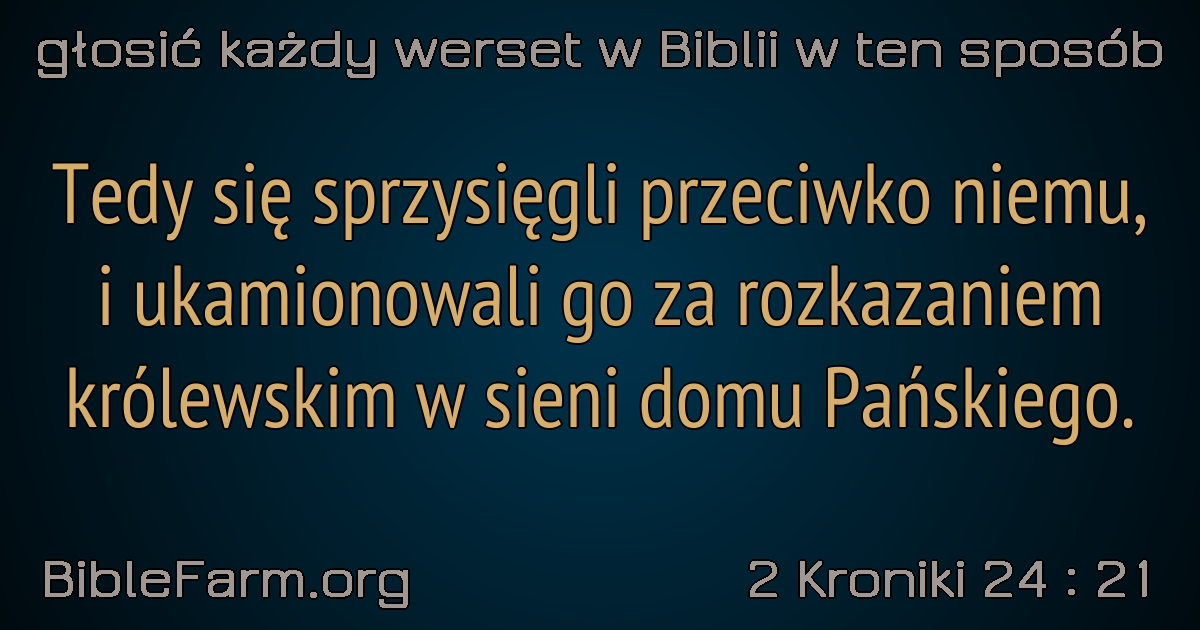 głosić każdy werset w Biblii w ten sposób
Tedy się sprzysięgli przeciwko niemu,
i ukamionowali go za rozkazaniem
królewskim w sieni domu Pańskiego.
BibleFarm.org
2 Kroniki 24 : 21